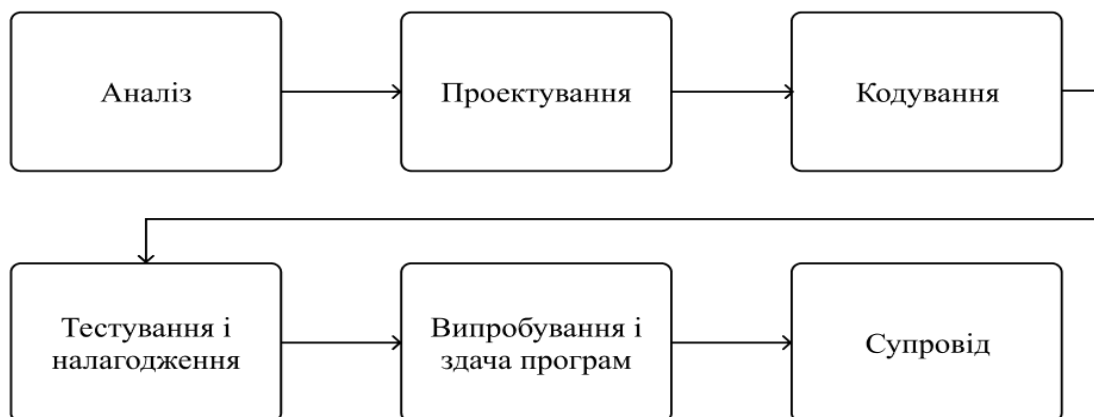 Аналіз
Проектування
Кодування
Тестування і
налагодження
Випробування і
здача програм
Супровід